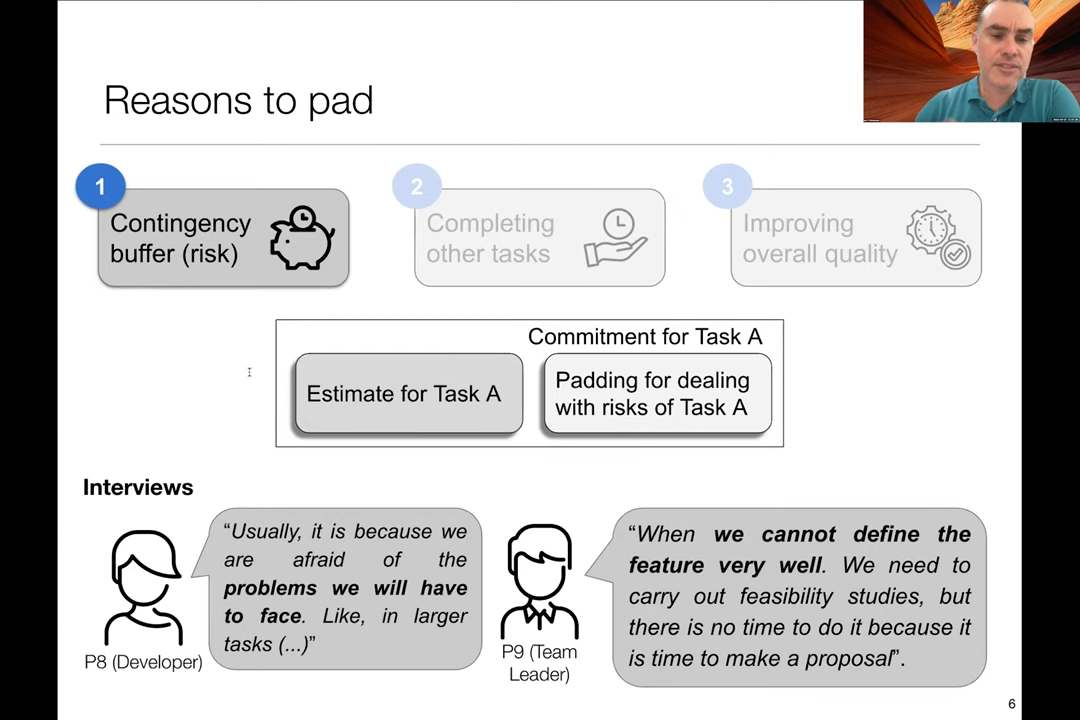 Reasons to pad
1
Contingency
buffer (risk)
2
Completing
other tasks
3
Improving
overall quality
Commitment for Task A
Estimate for Task A
Padding for dealing
with risks of Task A
Interviews
“Usually, it is because we
are afraid of the
problems we will have
to face. Like, in larger
tasks (...)”
P8 (Developer)
“When we cannot define the
feature very well. We need to
carry out feasibility studies, but
there is no time to do it because it
is time to make a proposal”.
P9 (Team
Leader)
6